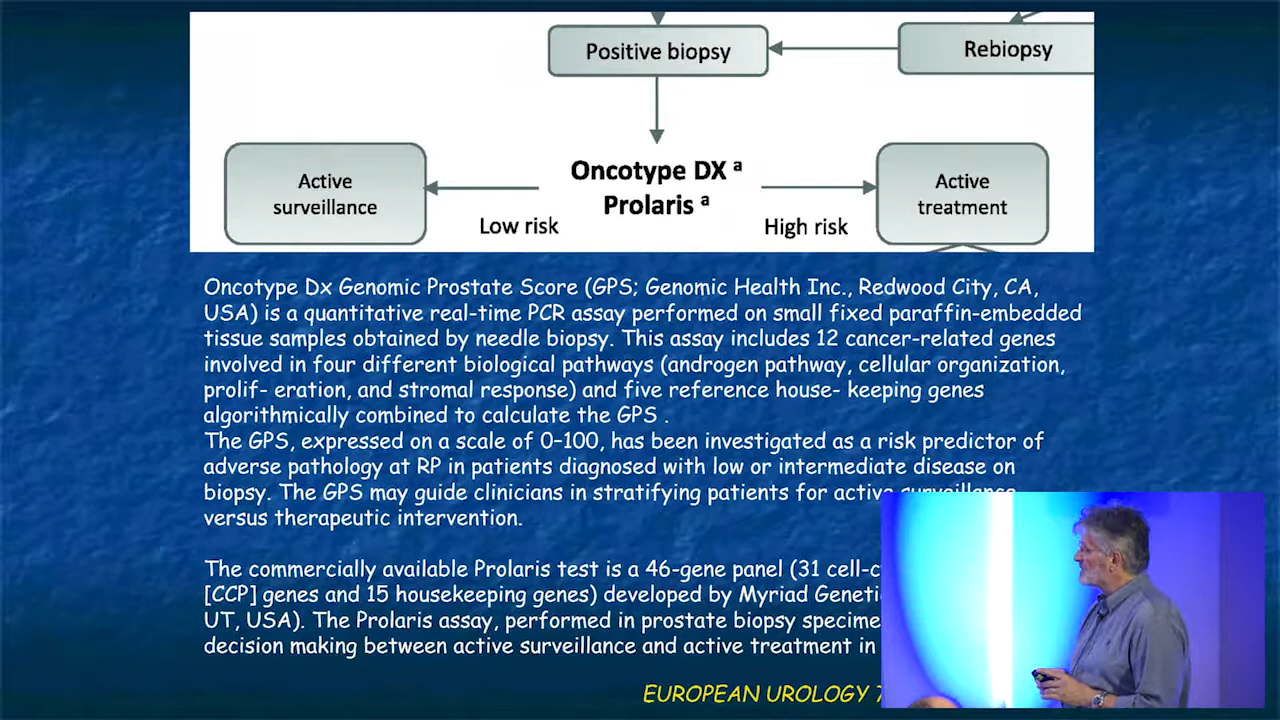 Positive biopsy
Rebiopsy
Active
surveillance
Oncotype DX ᵃ
Prolaris ᵃ
Active
treatment
Low risk
High risk
Oncotype Dx Genomic Prostate Score (GPS; Genomic Health Inc., Redwood City, CA,
USA) is a quantitative real-time PCR assay performed on small fixed paraffin-embedded
tissue samples obtained by needle biopsy. This assay includes 12 cancer-related genes
involved in four different biological pathways (androgen pathway, cellular organization,
prolif- eration, and stromal response) and five reference house- keeping genes
algorithmically combined to calculate the GPS .
The GPS, expressed on a scale of 0–100, has been investigated as a risk predictor of
adverse pathology at RP in patients diagnosed with low or intermediate disease on
biopsy. The GPS may guide clinicians in stratifying patients for active surveillance
versus therapeutic intervention.
The commercially available Prolaris test is a 46-gene panel (31 cell-c
[CCP] genes and 15 housekeeping genes) developed by Myriad Geneti
UT, USA). The Prolaris assay, performed in prostate biopsy specime
decision making between active surveillance and active treatment in
EUROPEAN UROLOGY 7